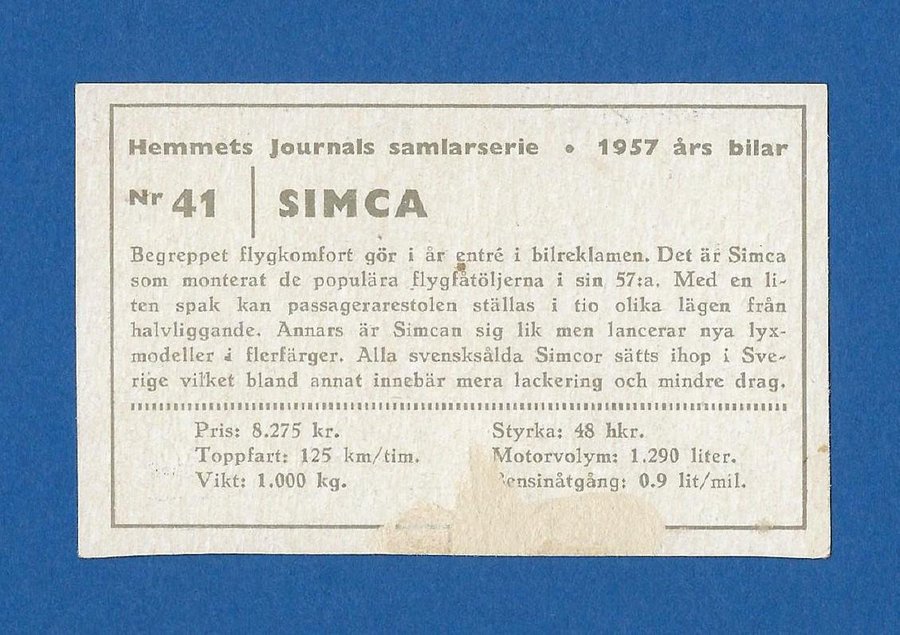 Hemmets Journals samlarserie • 1957 års bilar
Nr 41 | SIMCA
Begreppet flygkomfort gör i år entré i bilreklamen. Det är Simca
som monterat de populära flygfåtöljerna i sin 57:a. Med en li-
ten spak kan passagerarestolen ställas i tio olika lägen från
halvliggande. Annars är Simcan sig lik men lancerar nya lyx-
modeller i flerfärger. Alla svensksålda Simcor sätts ihop i Sve-
rige vilket bland annat innebär mera lackering och mindre drag.
Pris: 8.275 kr.
Toppfart: 125 km/tim.
Vikt: 1.000 kg.
Styrka: 48 hkr.
Motorvolym: 1.290 liter.
Bensinåtgång: 0.9 lit/mil.